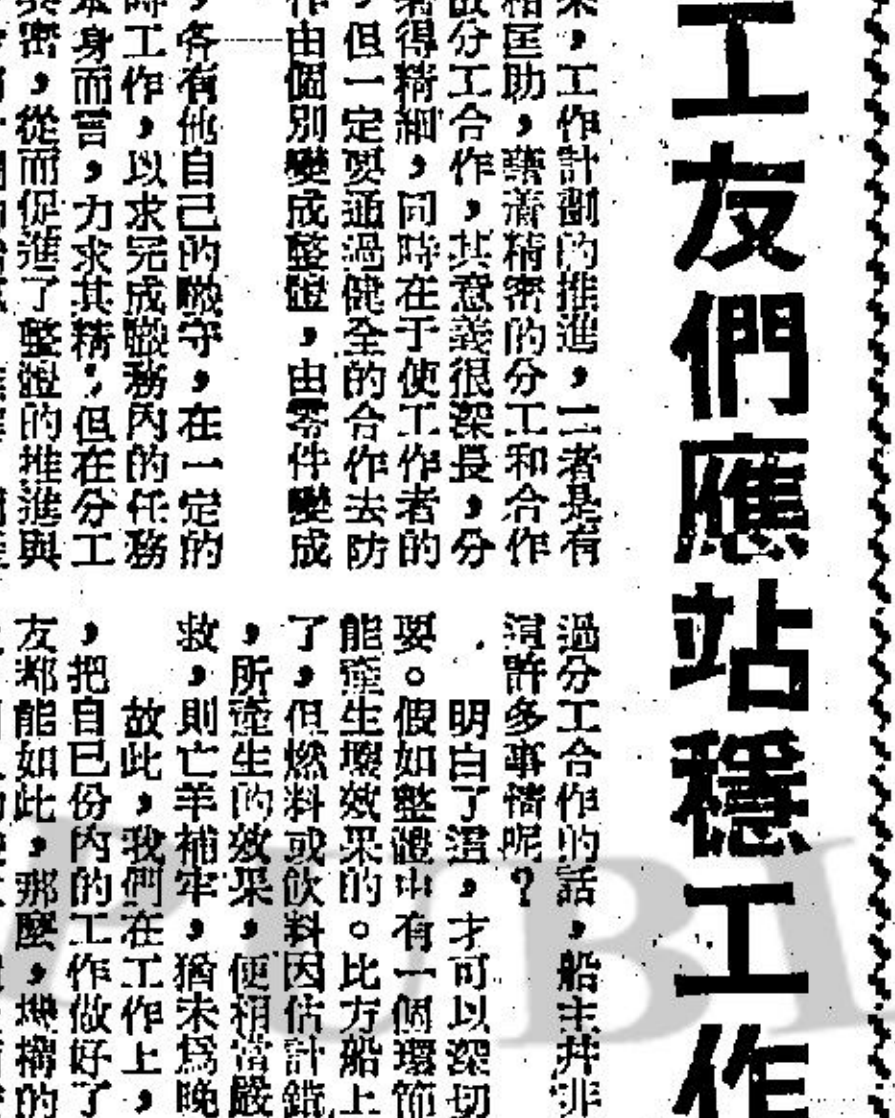 工友們應站穩工作
來，工作計劃的推進，二者是有
相匡助，藉着精密的分工和合作
故分工合作，其意義很深長，分
得精細，同時在于使工作者的
，但一定要通過健全的合作去防
作由個別變成整體，由零件變成
，各有他自己的職守，在一定的
時工作，以求完成職務內的任務
本身而言，力求其精，但在分工
密，從而促進了整體的推進與
過分工合作的話，船主并非
許多事情呢？
明白了這，才可以深切
要。假如整體中有一個環節
能產生壞效果的。比方船上
了，但燃料或飲料因估計錯
，所產生的效果，便相當嚴
救，則亡羊補牢，猶未爲晚
故此，我們在工作上，
，把自已份內的工作做好了
友都能如此，那麼，機構的
PUBL